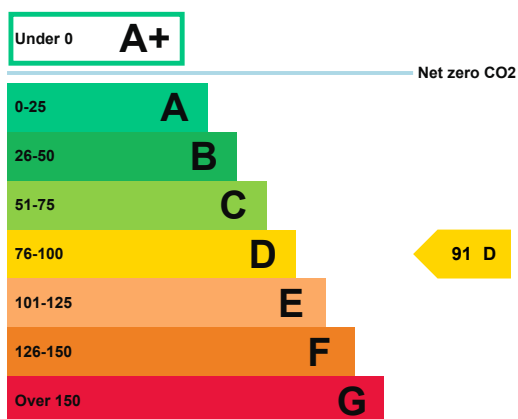 Under 0 A+
Net zero CO2
0-25 A
26-50 B
51-75 C
76-100 D 91 D
101-125 E
126-150 F
Over 150 G